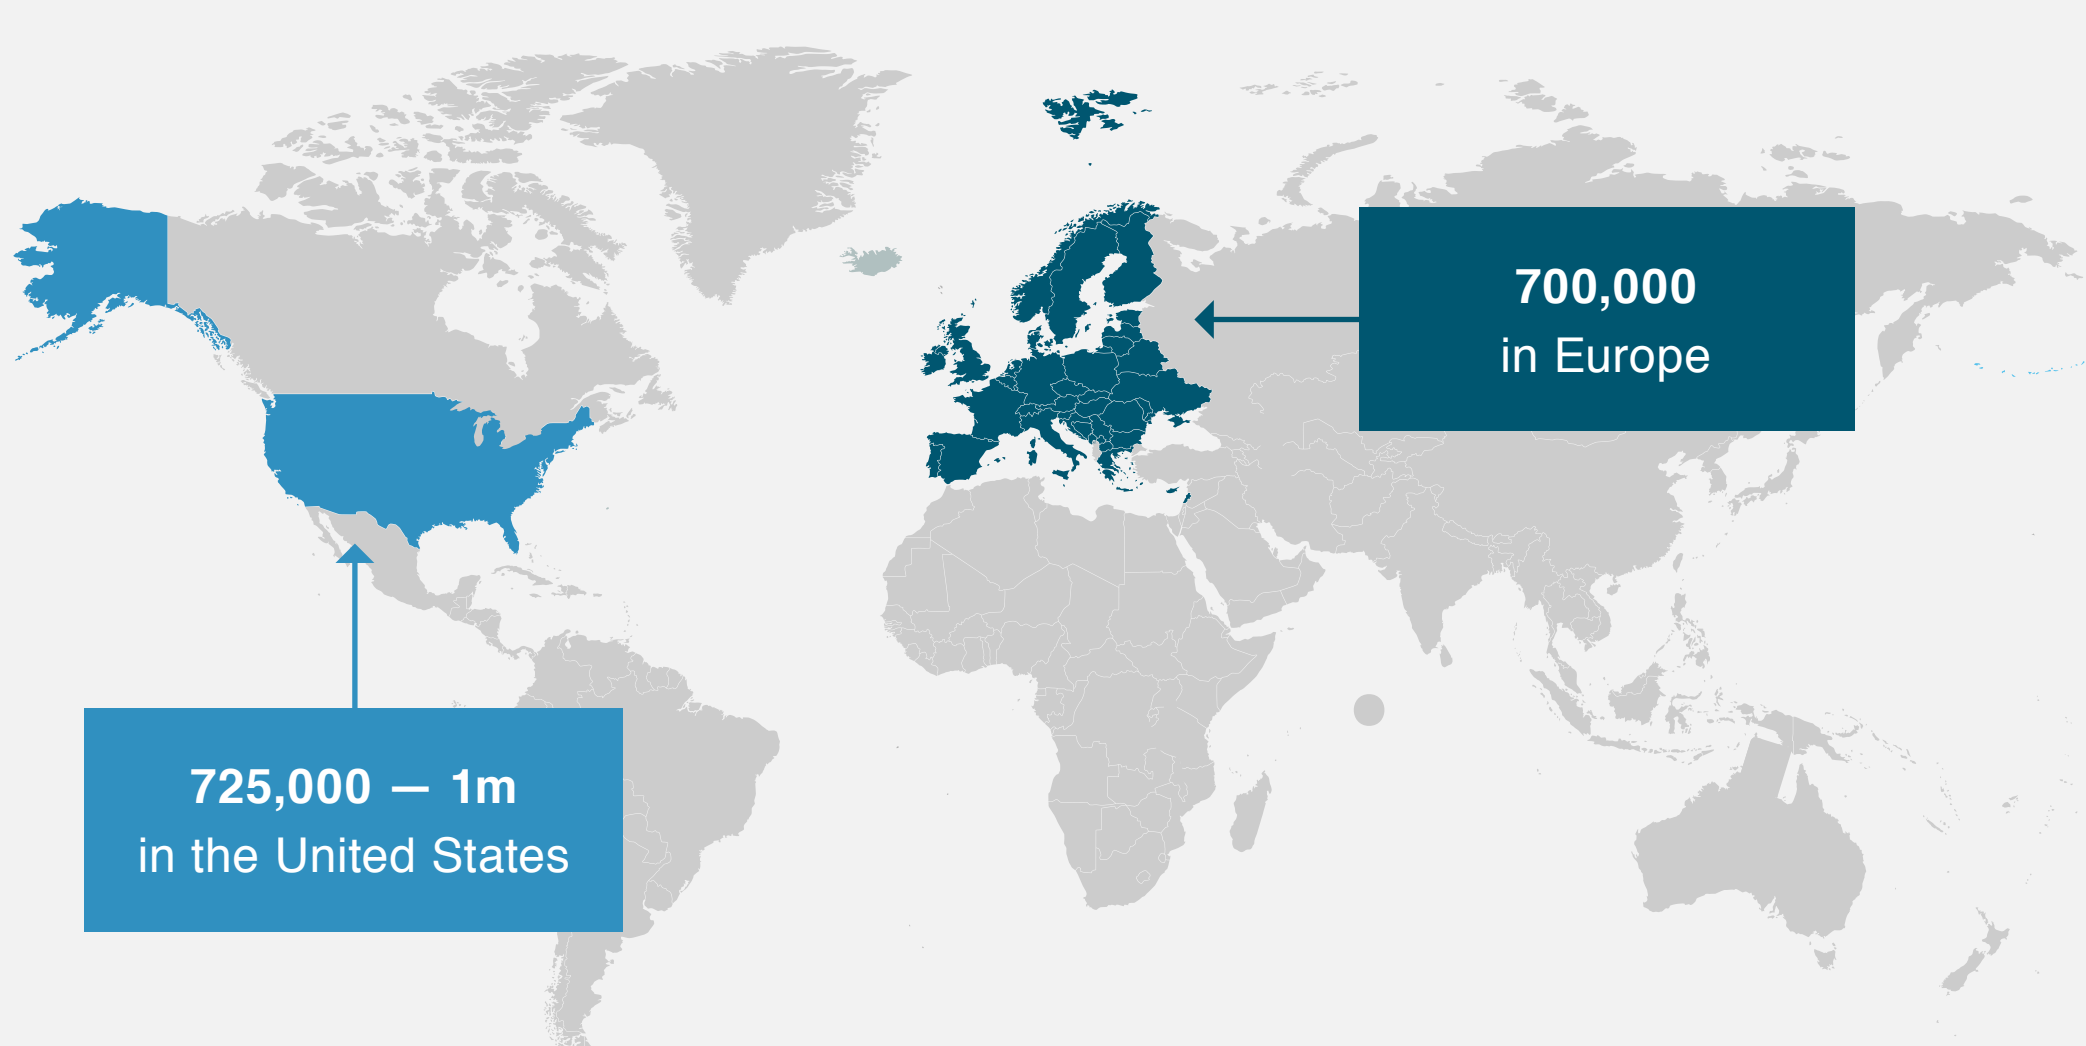 700,000
in Europe
725,000 — 1m
in the United States